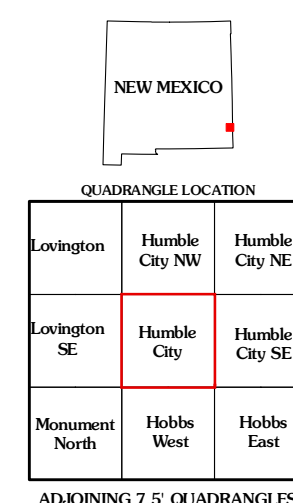 NEW MEXICO
QUADRANGLE LOCATION
Lovington
Humble
City NW
Humble
City NE
Lovington
SE
Humble
City
Humble
City SE
Monument
North
Hobbs
West
Hobbs
East
ADJOINING 7.5' QUADRANGLES